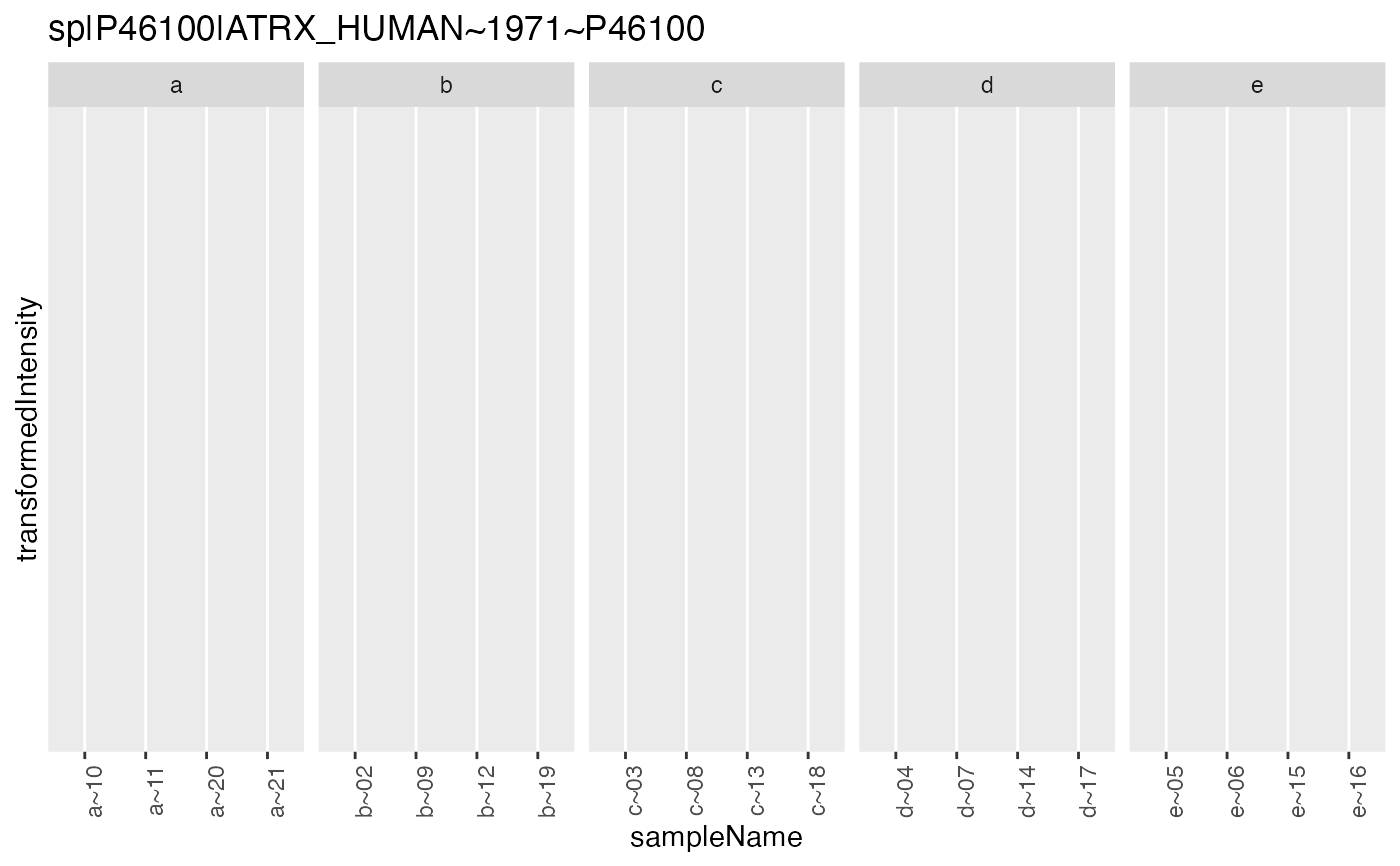 sp|P46100|ATRX_HUMAN~1971~P46100
a b c d e
transformedIntensity
a~10 a~11 a~20 a~21 b~02 b~09 b~12 b~19 c~03 c~08 c~13 c~18 d~04 d~07 d~14 d~17 e~05 e~06 e~15 e~16
sampleName